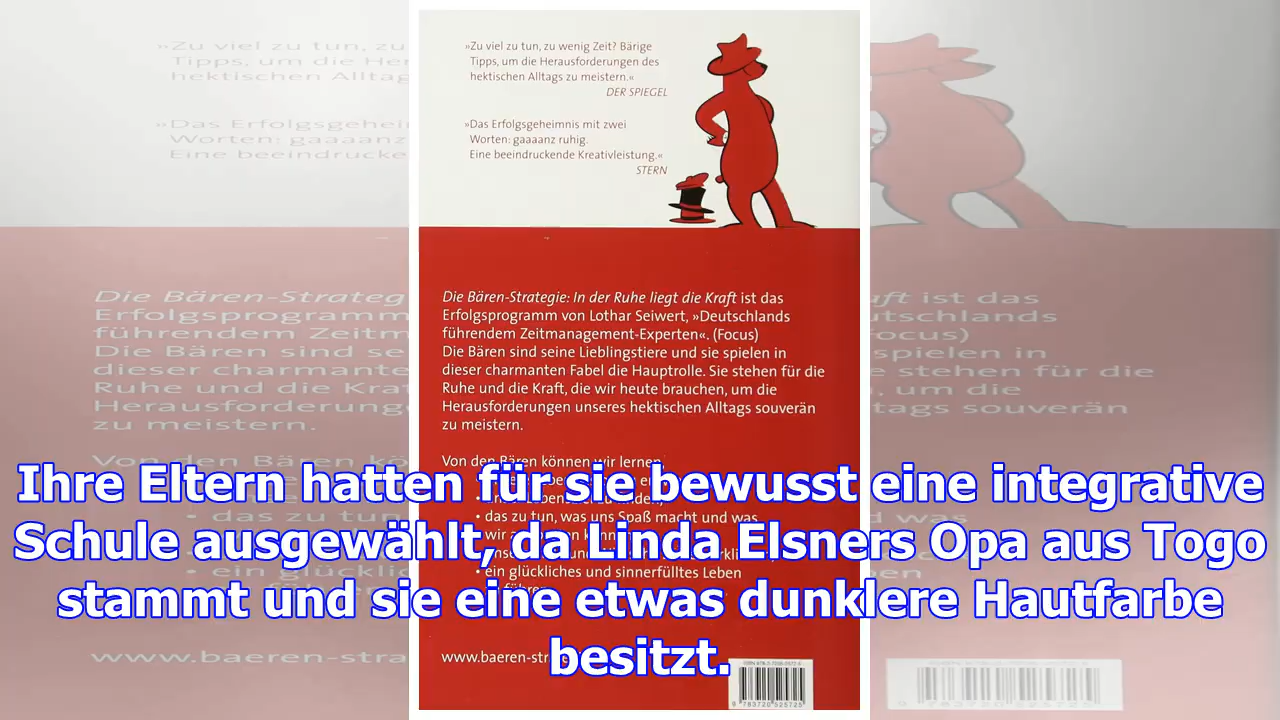 »Zu viel zu tun, zu wenig Zeit? Bärige
Tipps, um die Herausforderungen des
hektischen Alltags zu meistern.«
DER SPIEGEL
»Das Erfolgsgeheimnis mit zwei
Worten: gaaaanz ruhig.
Eine beeindruckende Kreativleistung.«
STERN
Die Bären-Strategie: In der Ruhe liegt die Kraft ist das
Erfolgsprogramm von Lothar Seiwert, »Deutschlands
führendem Zeitmanagement-Experten«. (Focus)
Die Bären sind seine Lieblingstiere und sie spielen in
dieser charmanten Fabel die Hauptrolle. Sie stehen für die
Ruhe und die Kraft, die wir heute brauchen, um die
Herausforderungen unseres hektischen Alltags souverän
zu meistern.
Von den Bären können wir lernen,
• das zu tun, was uns Spaß macht und was
• ein glückliches und sinnerfülltes Leben
www.baeren-stra
9 783720 525725
Ihre Eltern hatten für sie bewusst eine integrative
Schule ausgewählt, da Linda Elsners Opa aus Togo
stammt und sie eine etwas dunklere Hautfarbe
besitzt.